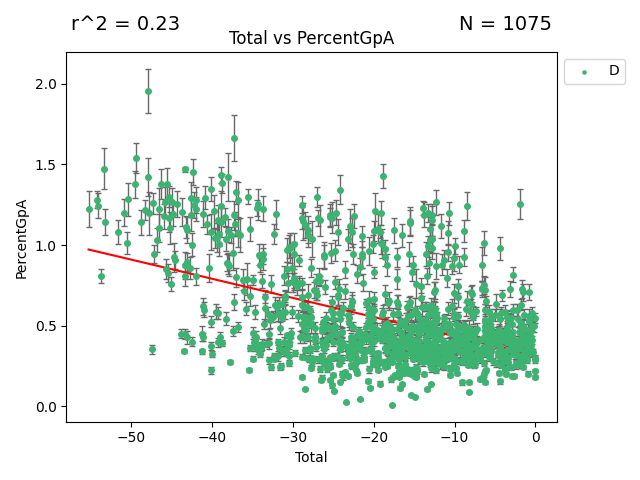 r^2 = 0.23
N = 1075
Total vs PercentGpA
D
PercentGpA
2.0
1.5
1.0
0.5
0.0
−50
−40
−30
−20
−10
0
Total